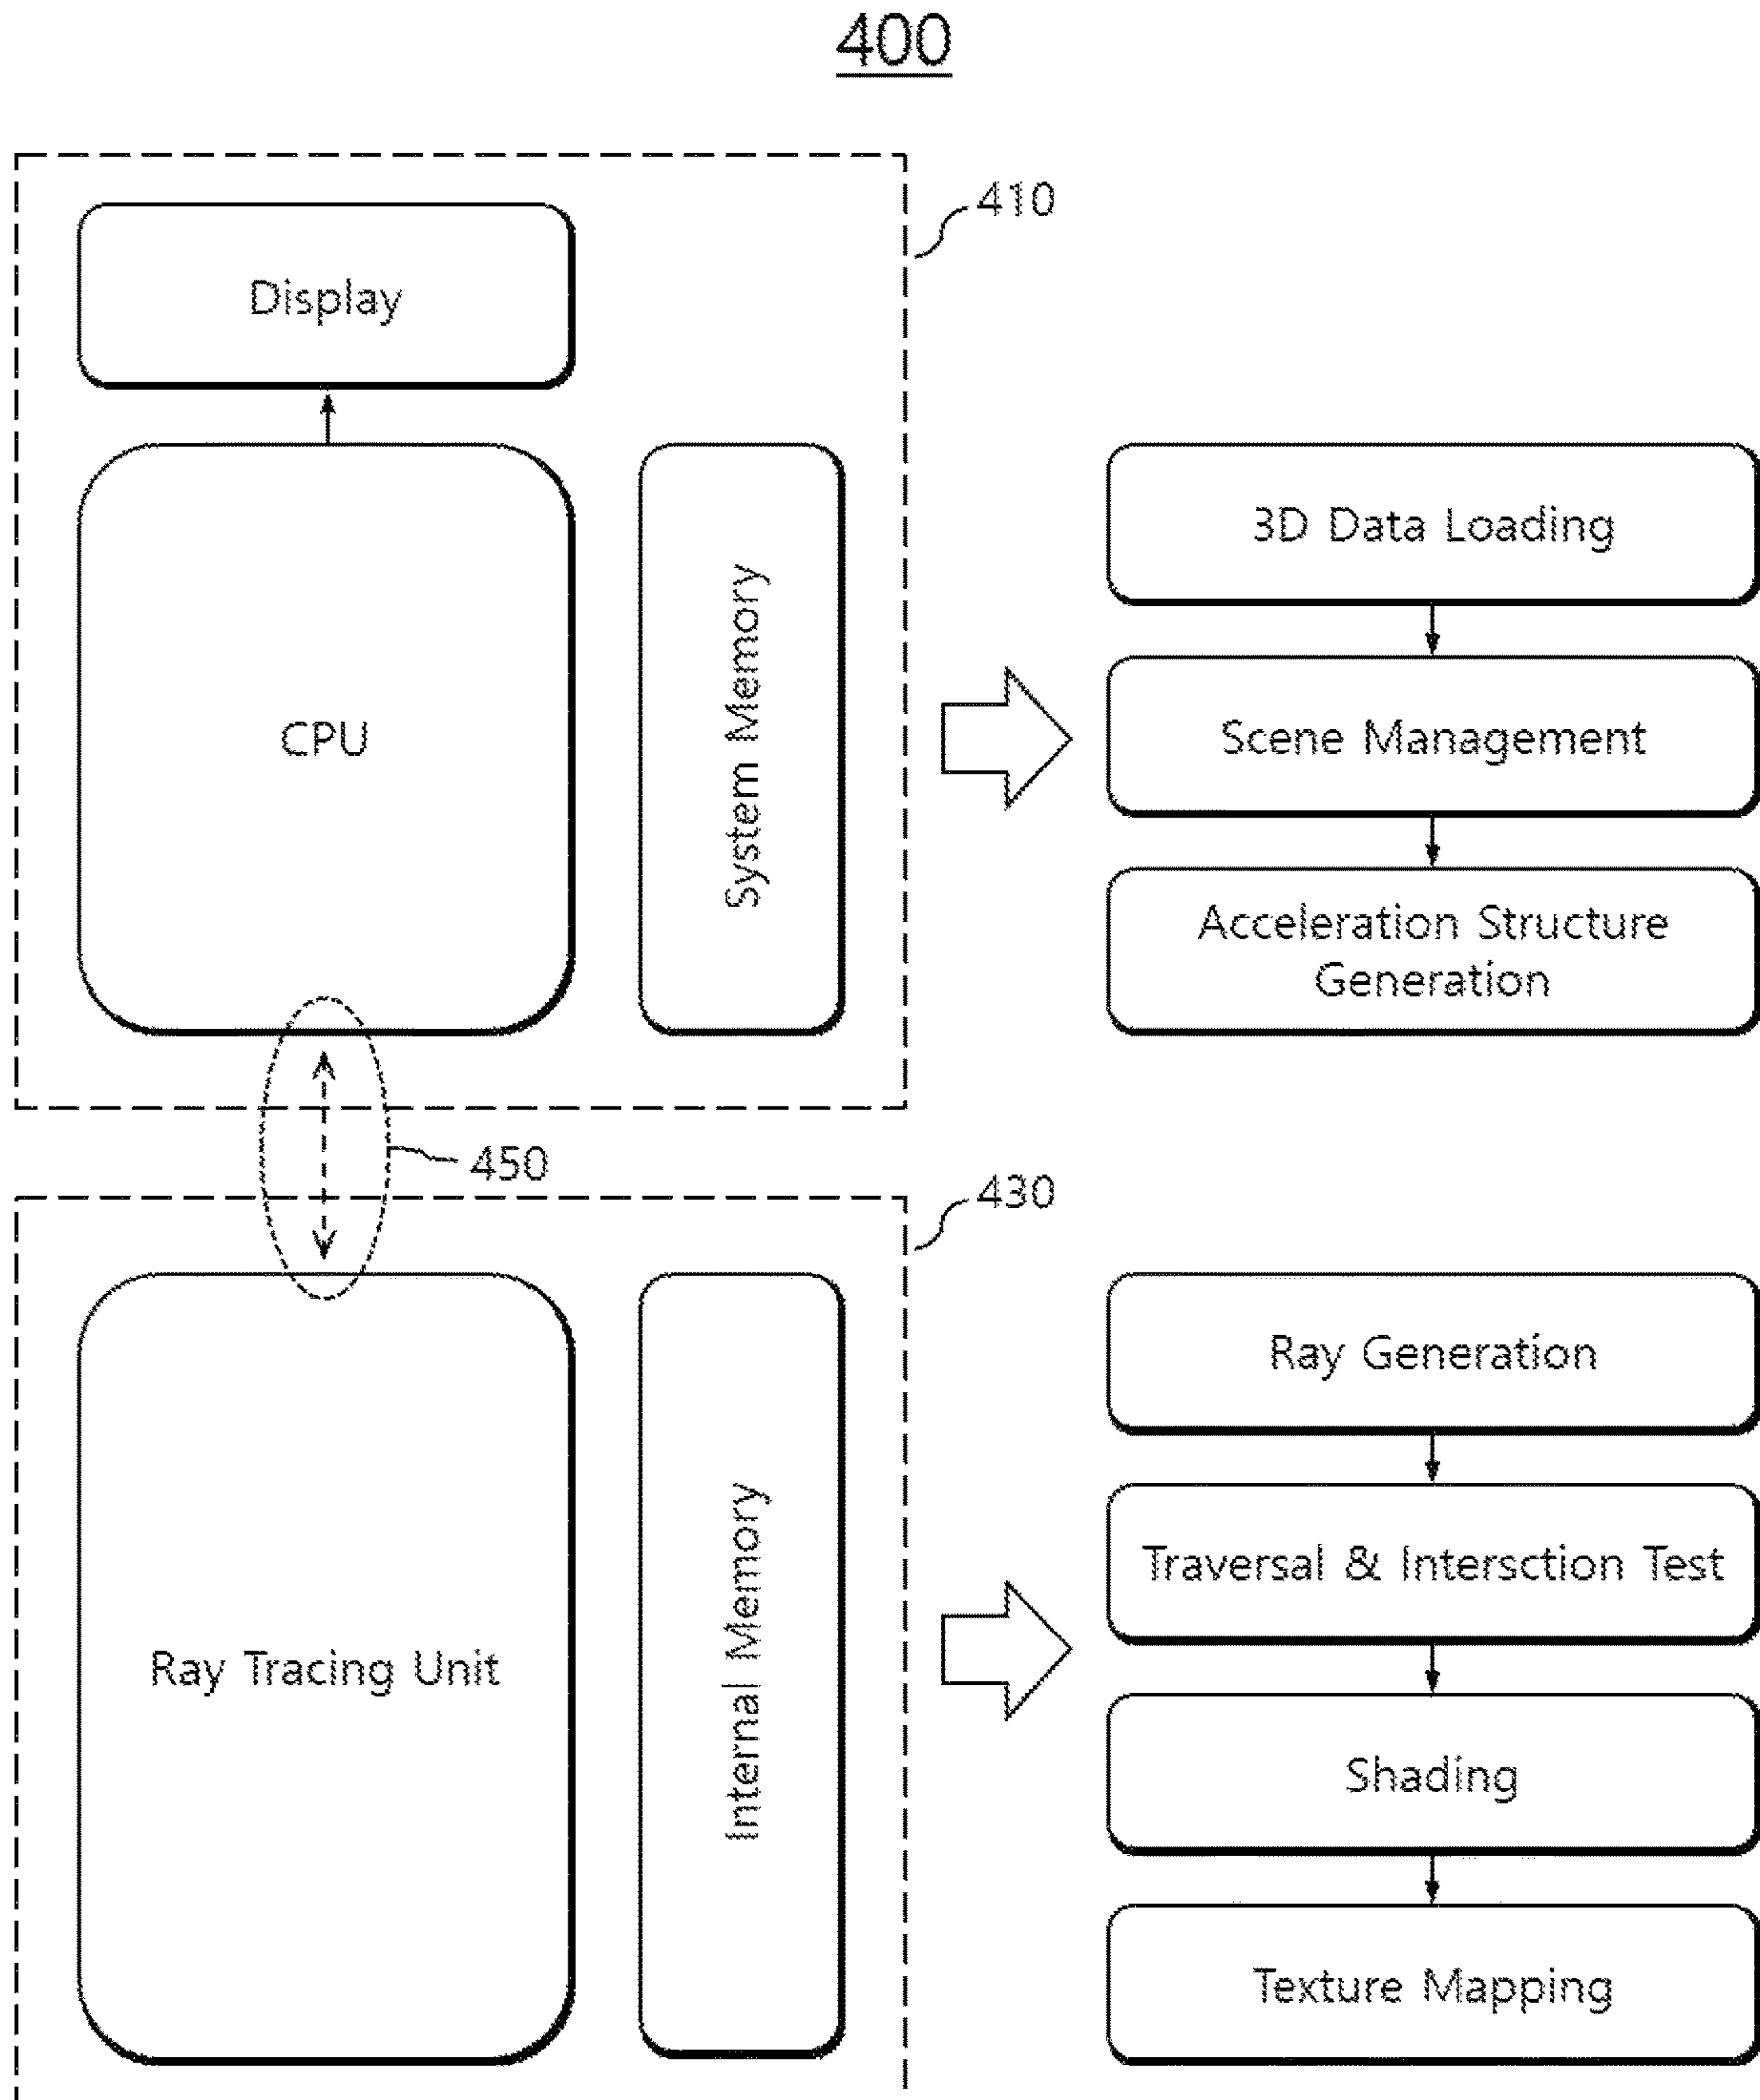 400
410
Display
CPU
System Memory
3D Data Loading
Scene Management
Acceleration Structure
Generation
450
430
Ray Tracing Unit
Internal Memory
Ray Generation
Traversal & Intersction Test
Shading
Texture Mapping